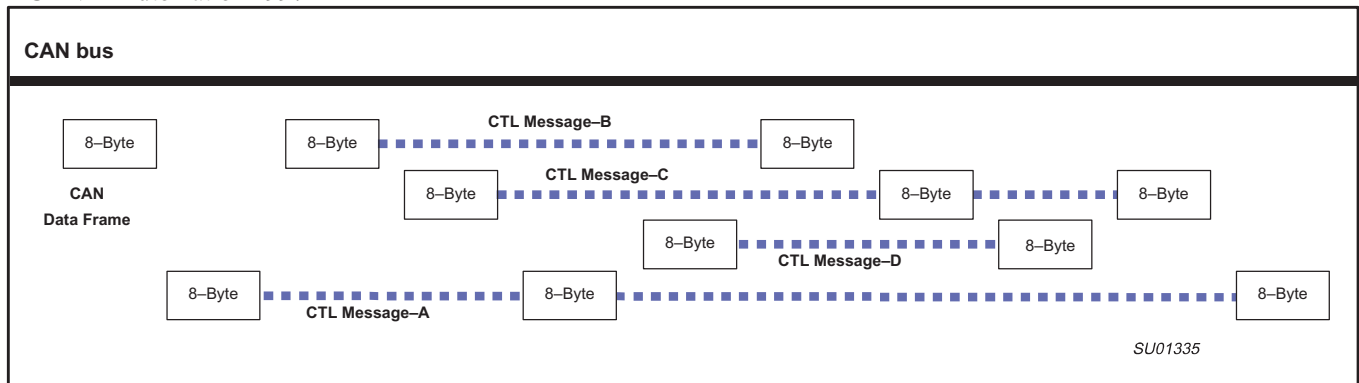 CAN bus
CTL Message–B
8–Byte
8–Byte
8–Byte
CTL Message–C
8–Byte
8–Byte
8–Byte
CAN
Data Frame
8–Byte
8–Byte
CTL Message–D
8–Byte
8–Byte
8–Byte
CTL Message–A
SU01335